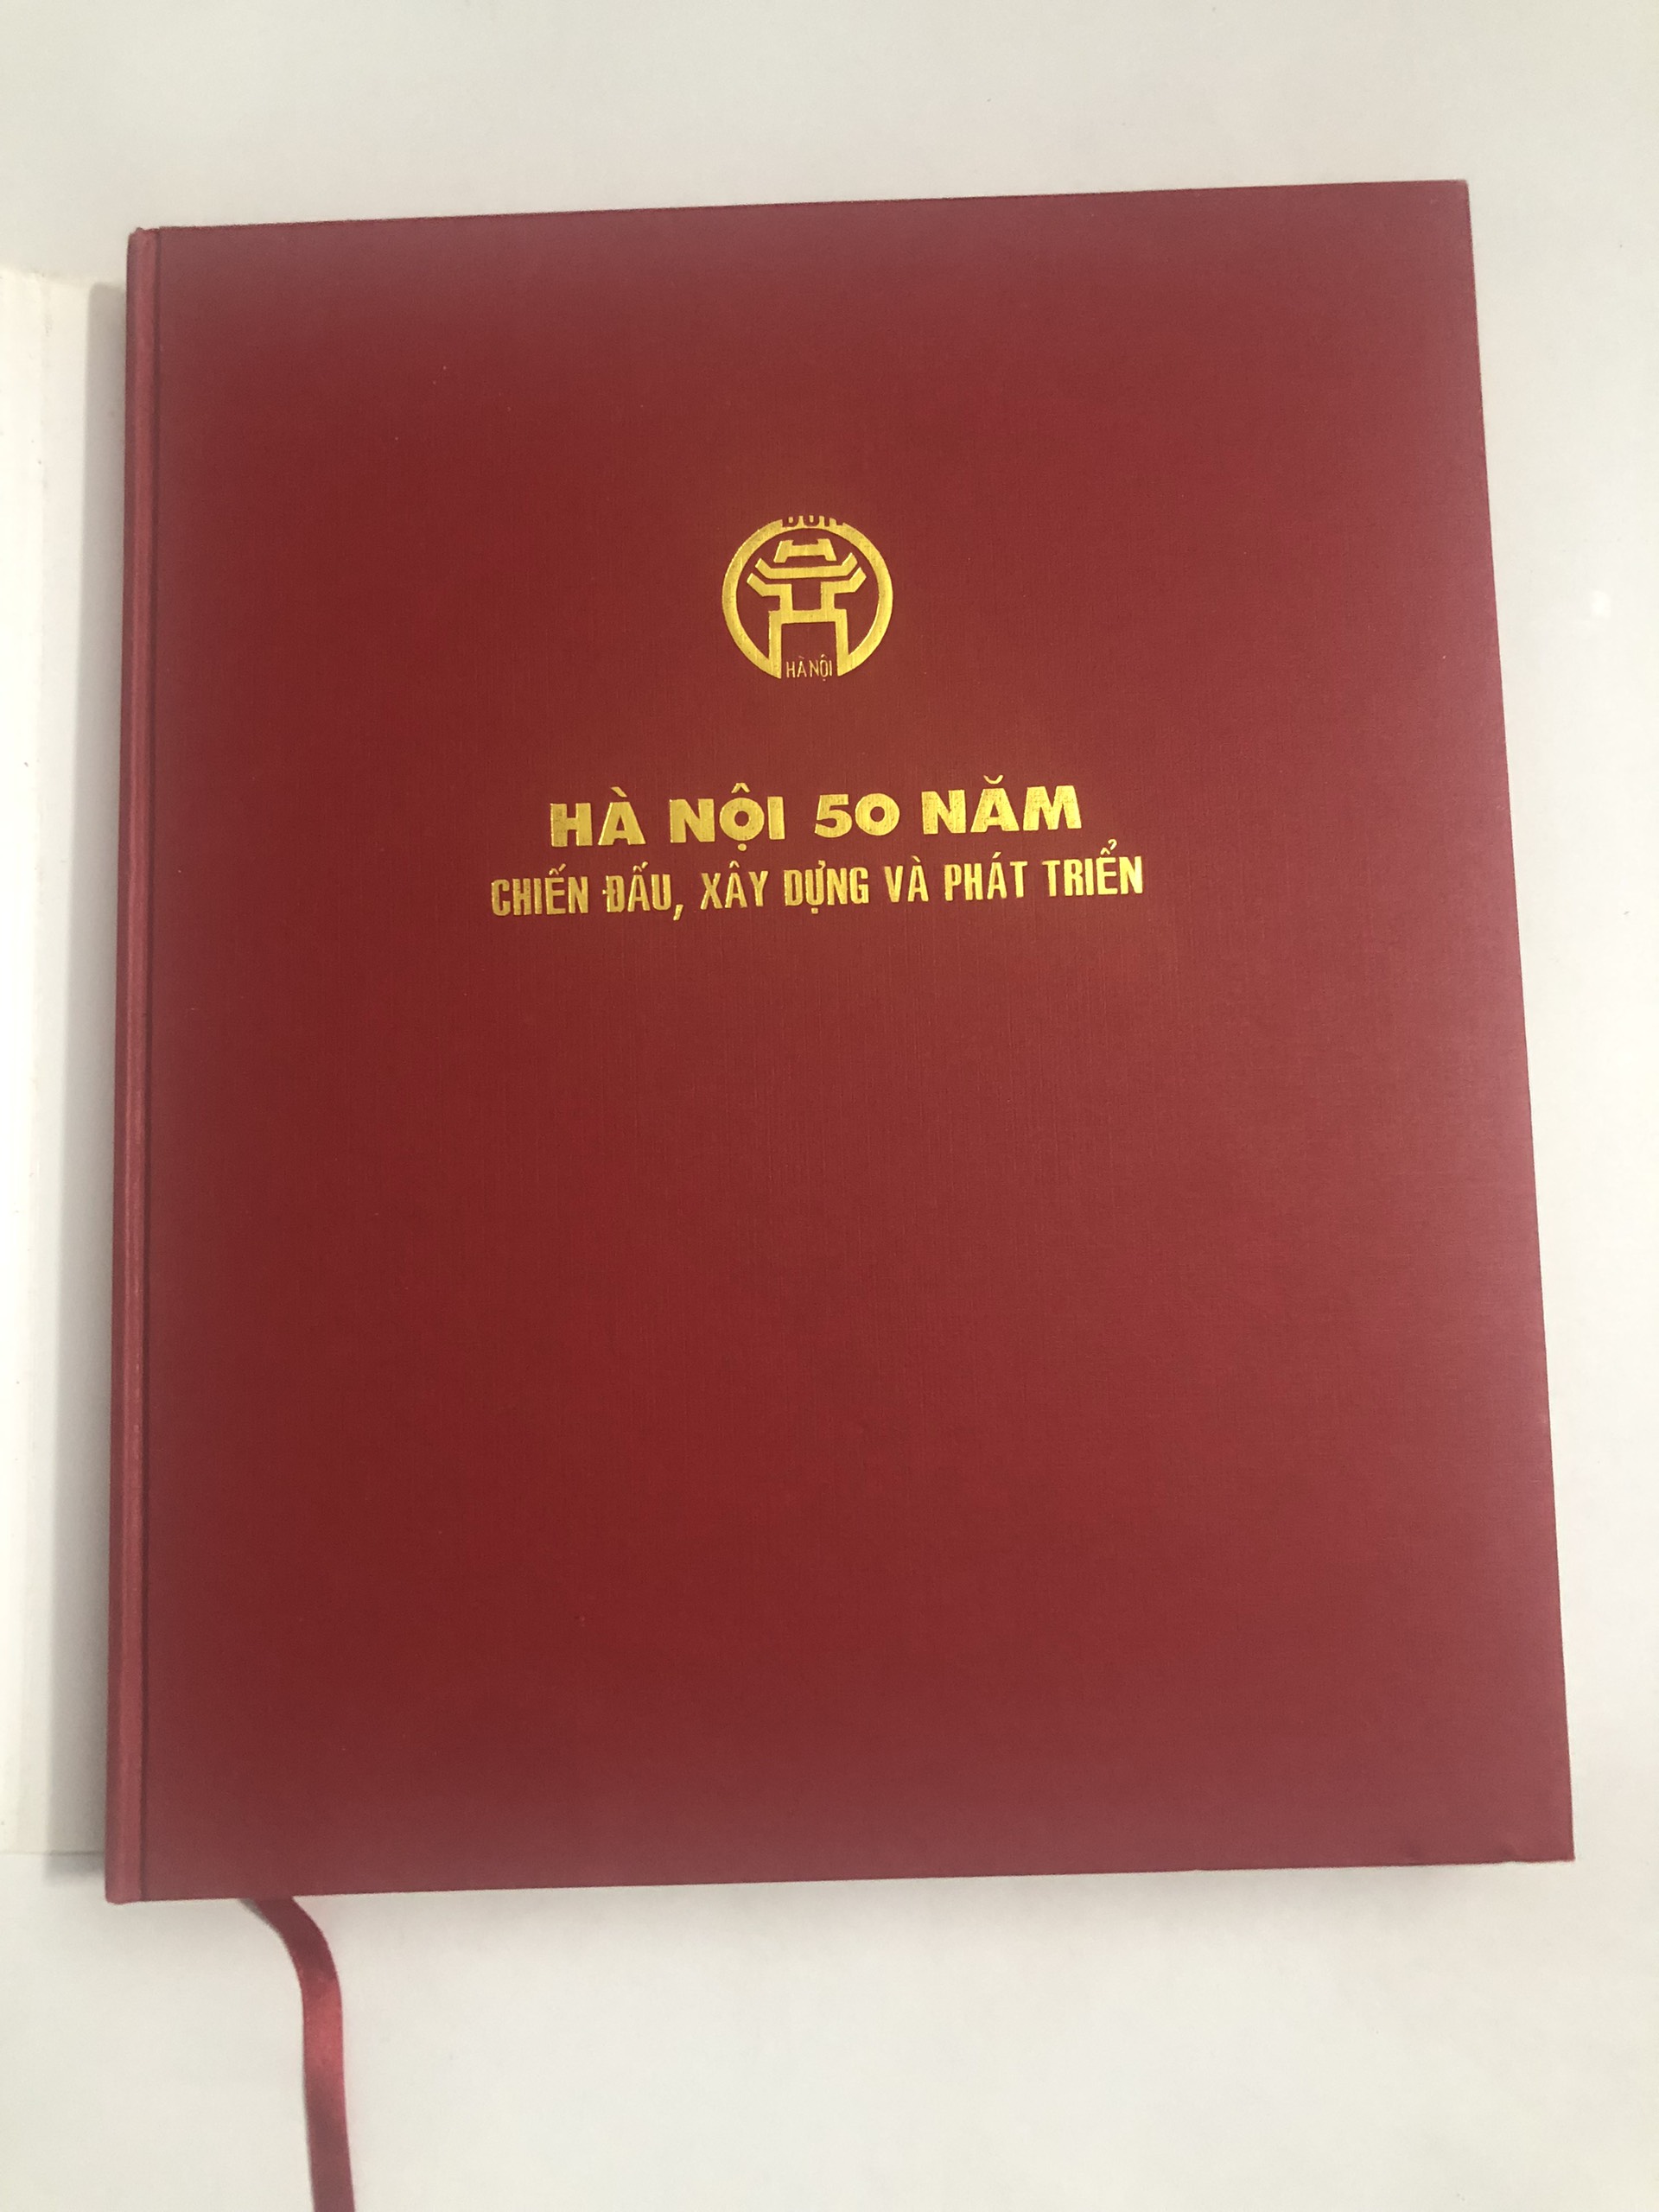 HÀ NỘI
HÀ NỘI 50 NĂM
CHIẾN ĐẤU, XÂY DỰNG VÀ PHÁT TRIỂN